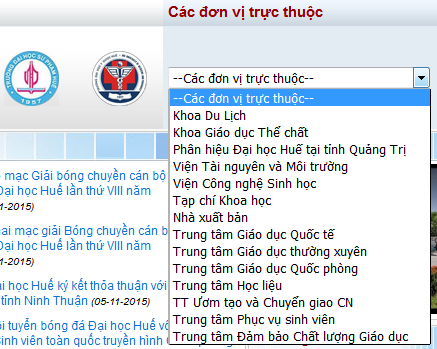 Các đơn vị trực thuộc
TRƯỜNG ĐẠI HỌC SƯ PHẠM HUẾ
1957
--Các đơn vị trực thuộc--
--Các đơn vị trực thuộc--
Khoa Du Lịch
Khoa Giáo dục Thể chất
Phân hiệu Đại học Huế tại tỉnh Quảng Trị
Viện Tài nguyên và Môi trường
Viện Công nghệ Sinh học
Tạp chí Khoa học
Nhà xuất bản
Trung tâm Giáo dục Quốc tế
Trung tâm Giáo dục thường xuyên
Trung tâm Giáo dục Quốc phòng
Trung tâm Học liệu
TT Ươm tạo và Chuyển giao CN
Trung tâm Phục vụ sinh viên
Trung tâm Đảm bảo Chất lượng Giáo dục
mạc Giải bóng chuyền cán bộ
Đại học Huế lần thứ VIII năm
1-2015)
mạc giải Bóng chuyền cán b
Đại học Huế lần thứ VIII năm
1-2015)
học Huế ký kết thỏa thuận với
tỉnh Ninh Thuận (05-11-2015)
tuyển bóng đá Đại học Huế vô
Sinh viên toàn quốc truyền hình